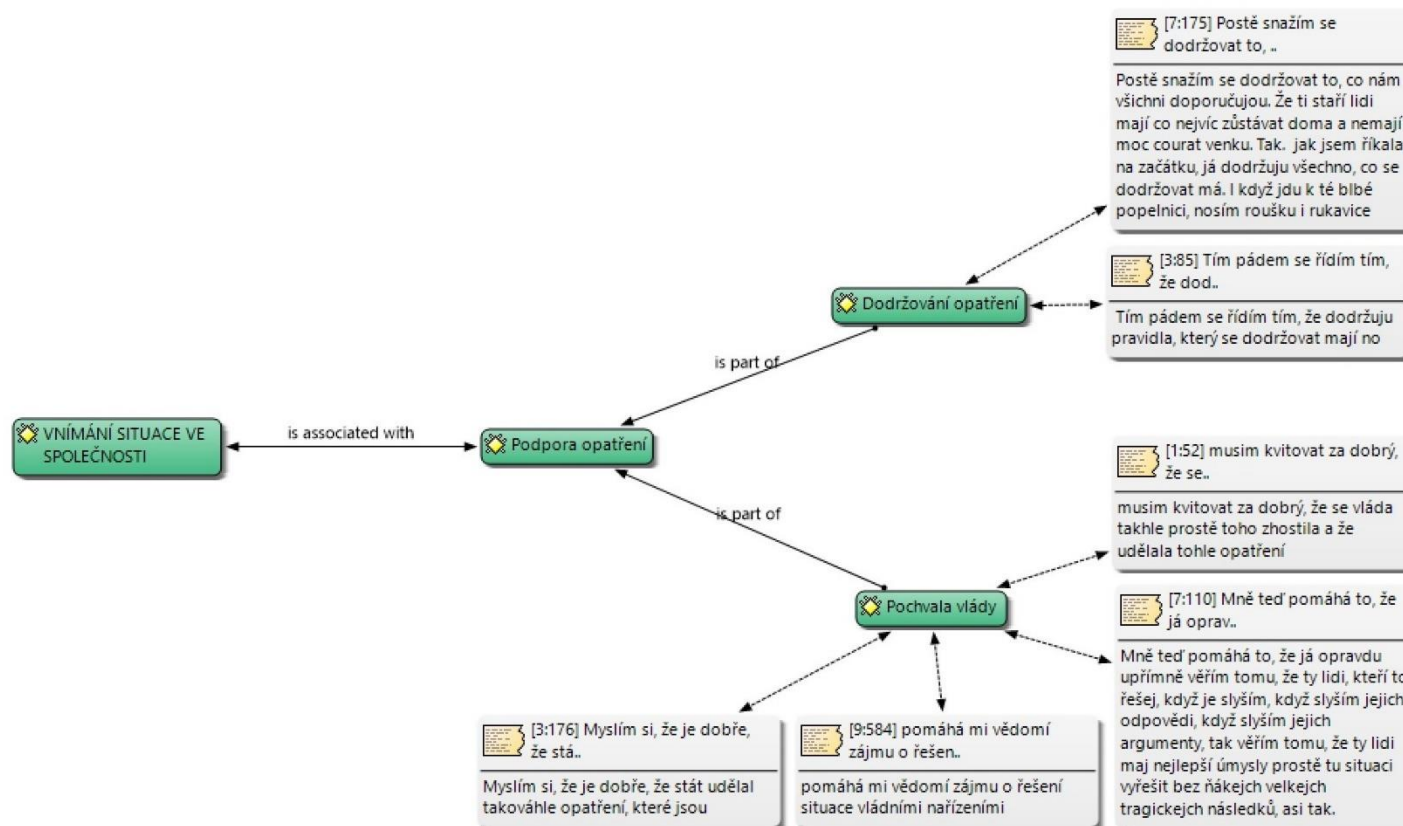 [7:175] Postě snažím se
dodržovat to, ..
Postě snažím se dodržovat to, co nám
všichni doporučujou. Že ti staří lidi
mají co nejvíc zůstávat doma a nemají
moc courat venku. Tak. jak jsem říkala
na začátku, já dodržuju všechno, co se
dodržovat má. I když jdu k té blbé
popelnici, nosím roušku i rukavice
[3:85] Tím pádem se řídím tím,
že dod..
Tím pádem se řídím tím, že dodržuju
pravidla, který se dodržovat mají no
Dodržování opatření
is part of
VNÍMÁNÍ SITUACE VE
SPOLEČNOSTI
is associated with
Podpora opatření
is part of
Pochvala vlády
[1:52] musim kvitovat za dobrý,
že se..
musim kvitovat za dobrý, že se vláda
takhle prostě toho zhostila a že
udělala tohle opatření
[7:110] Mně teď pomáhá to, že
já oprav..
Mně teď pomáhá to, že já opravdu
upřímně věřím tomu, že ty lidi, kteří to
řešej, když je slyším, když slyším jejich
odpovědi, když slyším jejich
argumenty, tak věřím tomu, že ty lidi
maj nejlepší úmysly prostě tu situaci
vyřešit bez ňákejch velkejch
tragickejch následků, asi tak.
[3:176] Myslím si, že je dobře,
že stá..
Myslím si, že je dobře, že stát udělal
takováhle opatření, které jsou
[9:584] pomáhá mi vědomí
zájmu o řešen..
pomáhá mi vědomí zájmu o řešení
situace vládními nařízeními